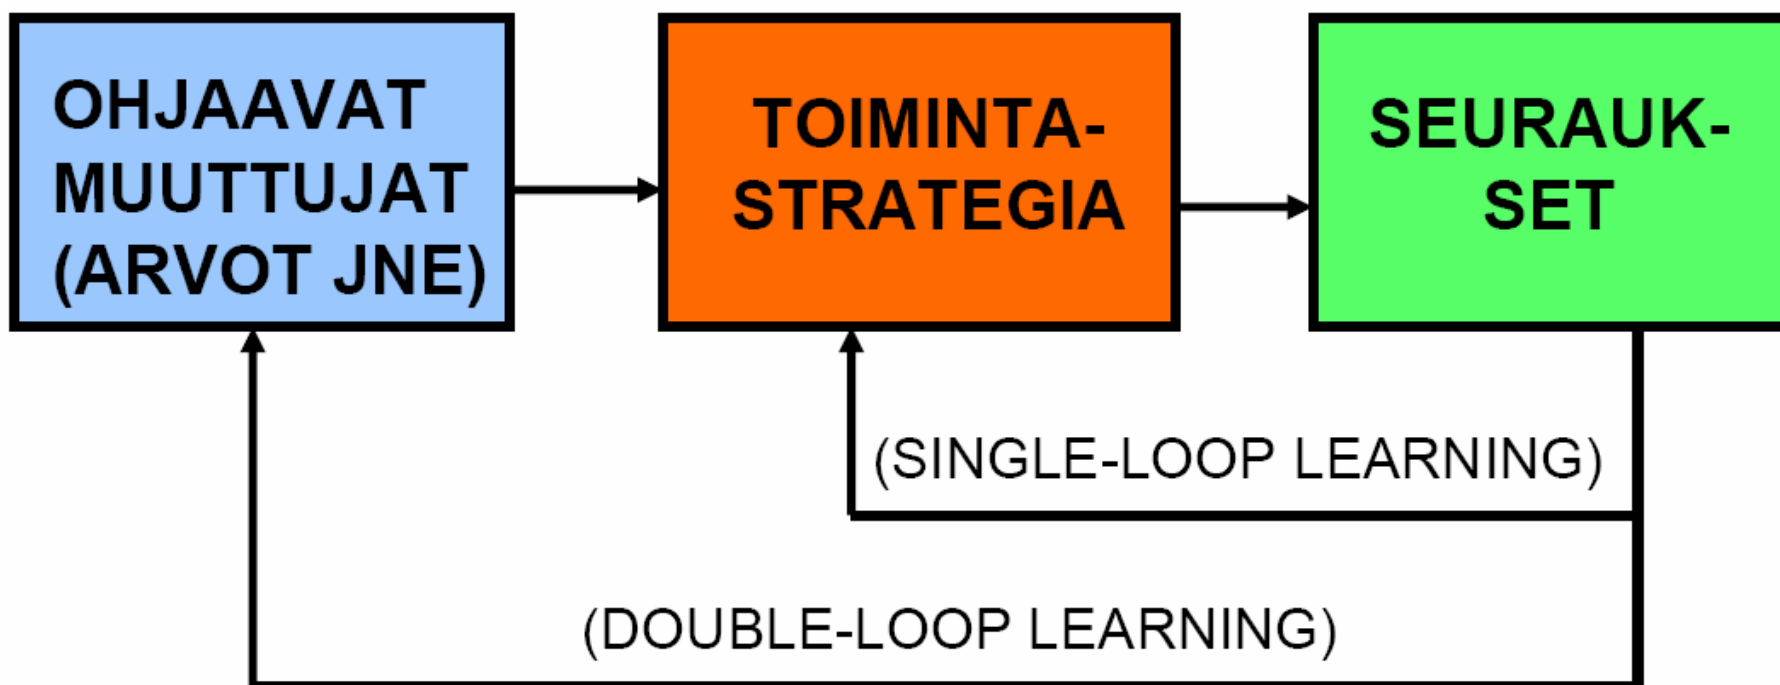 OHJAAVAT
MUUTTUJAT
(ARVOT JNE)
TOIMINTA-
STRATEGIA
SEURAUK-
SET
(SINGLE-LOOP LEARNING)
(DOUBLE-LOOP LEARNING)